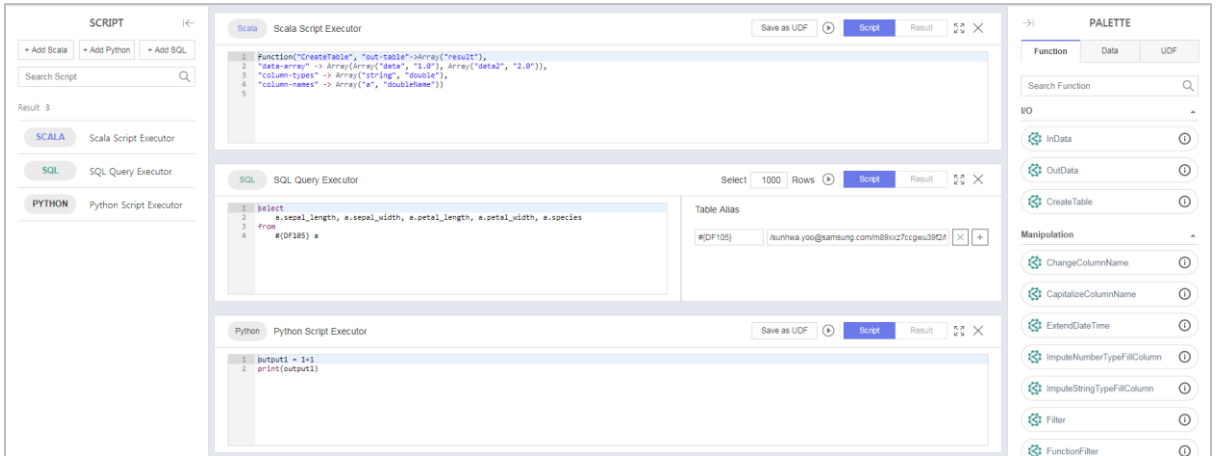 SCRIPT
+ Add Scala
+ Add Python
+ Add SQL
Search Script
Result 3
SCALA
Scala Script Executor
SQL
SQL Query Executor
PYTHON
Python Script Executor
Scala
Scala Script Executor
Save as UDF
Script
Result
1 function("CreateTable", "out-table"->Array("result"),
2 "data-array" -> Array(Array("data", "1.0"), Array("data2", "2.0")),
3 "column-types" -> Array("string", "double"),
4 "column-names" -> Array("a", "doubleName"))
5
SQL
SQL Query Executor
Select 1000 Rows
Script
Result
1 select
2 a.sepal_length, a.sepal_width, a.petal_length, a.petal_width, a.species
3 from
4 #{DF105} a
Table Alias
#{DF105}
/sunhwa.yoo@samsung.com/m89xxz7ccgwu39f2/t
Python
Python Script Executor
Save as UDF
Script
Result
1 output1 = 1+1
2 print(output1)
PALETTE
Function
Data
UDF
Search Function
I/O
InData
OutData
CreateTable
Manipulation
ChangeColumnName
CapitalizeColumnName
ExtendDateTime
ImputeNumberTypeFillColumn
ImputeStringTypeFillColumn
Filter
FunctionFilter